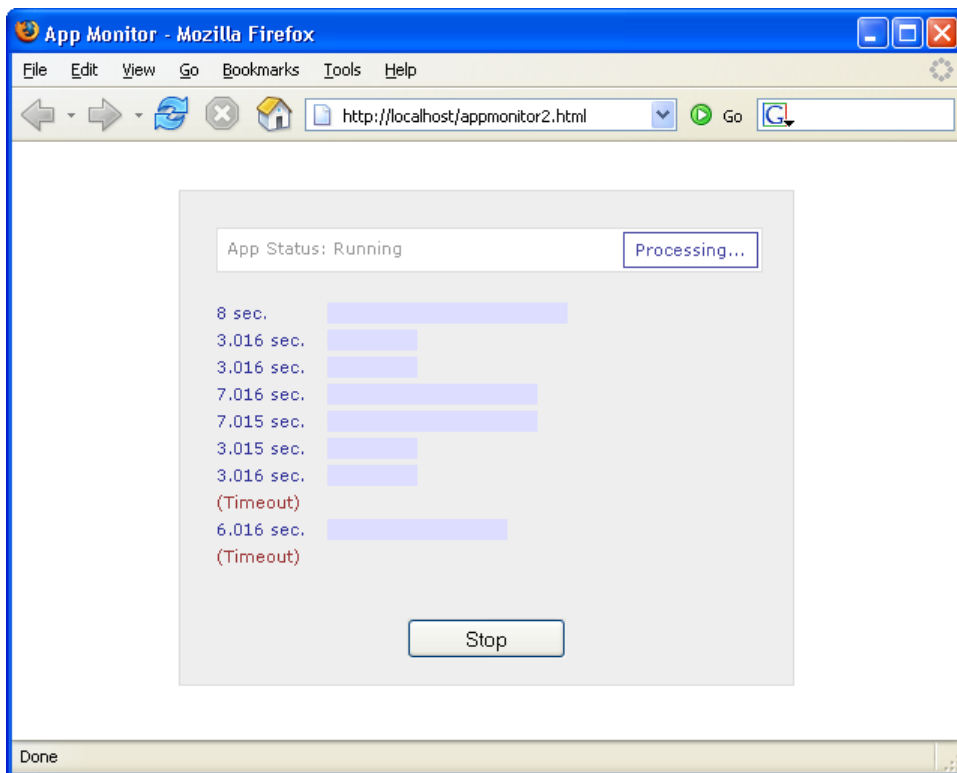 App Monitor - Mozilla Firefox
File Edit View Go Bookmarks Tools Help
http://localhost/appmonitor2.html Go G
App Status: Running Processing...
8 sec.
3.016 sec.
3.016 sec.
7.016 sec.
7.015 sec.
3.015 sec.
3.016 sec.
(Timeout)
6.016 sec.
(Timeout)
Stop
Done